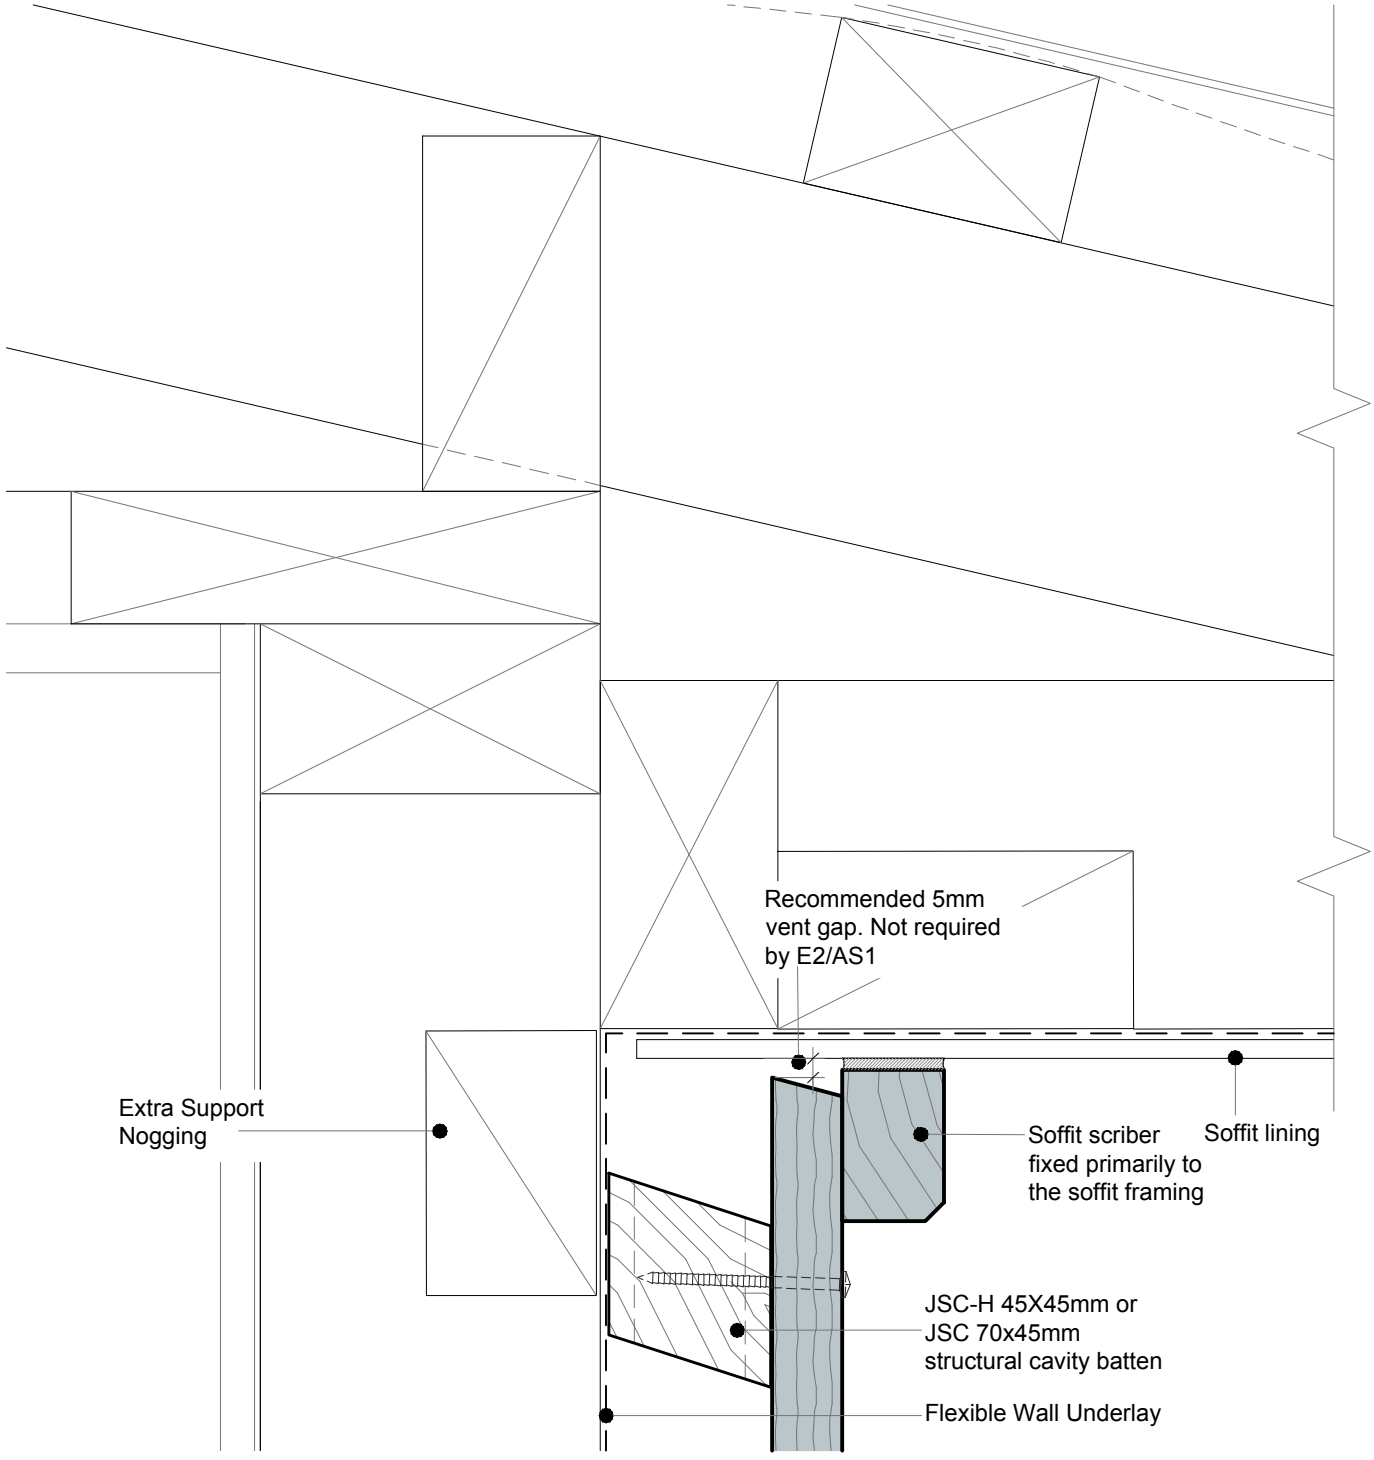 Recommended 5mm
vent gap. Not required
by E2/AS1
Extra Support
Nogging
Soffit scriber
fixed primarily to
the soffit framing
Soffit lining
JSC-H 45X45mm or
JSC 70x45mm
structural cavity batten
Flexible Wall Underlay